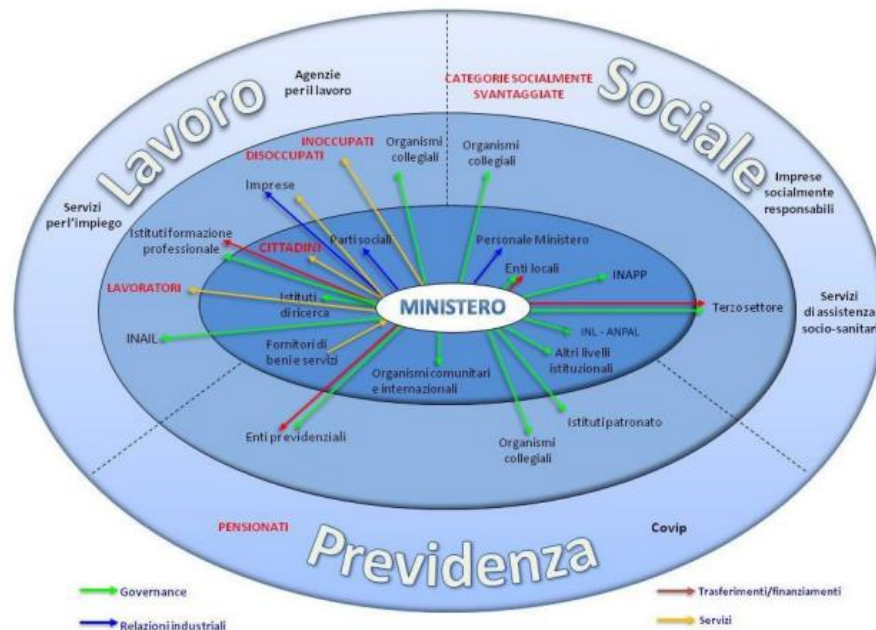 Lavoro
Sociale
Agenzie
per il lavoro
CATEGORIE SOCIALMENTE
SVANTAGGIATE
INOCCUPATI
DISOCCUPATI
Organismi
collegiali
Organismi
collegiali
Imprese
Imprese
socialmente
responsabili
Servizi
per l'impiego
Istituti formazione
professionale
CITTADINI
Parti sociali
Personale Ministero
Enti locali
INAPP
LAVORATORI
Istituti
di ricerca
MINISTERO
Terzo settore
Servizi
di assistenza
socio-sanitari
INAIL
Fornitori di
beni e servizi
INL - ANPAL
Altri livelli
istituzionali
Organismi comunitari
e internazionali
Istituti patronato
Enti previdenziali
Organismi
collegiali
PENSIONATI
Previdenza
Covip
Governance
Trasferimenti/finanziamenti
Relazioni industriali
Servizi